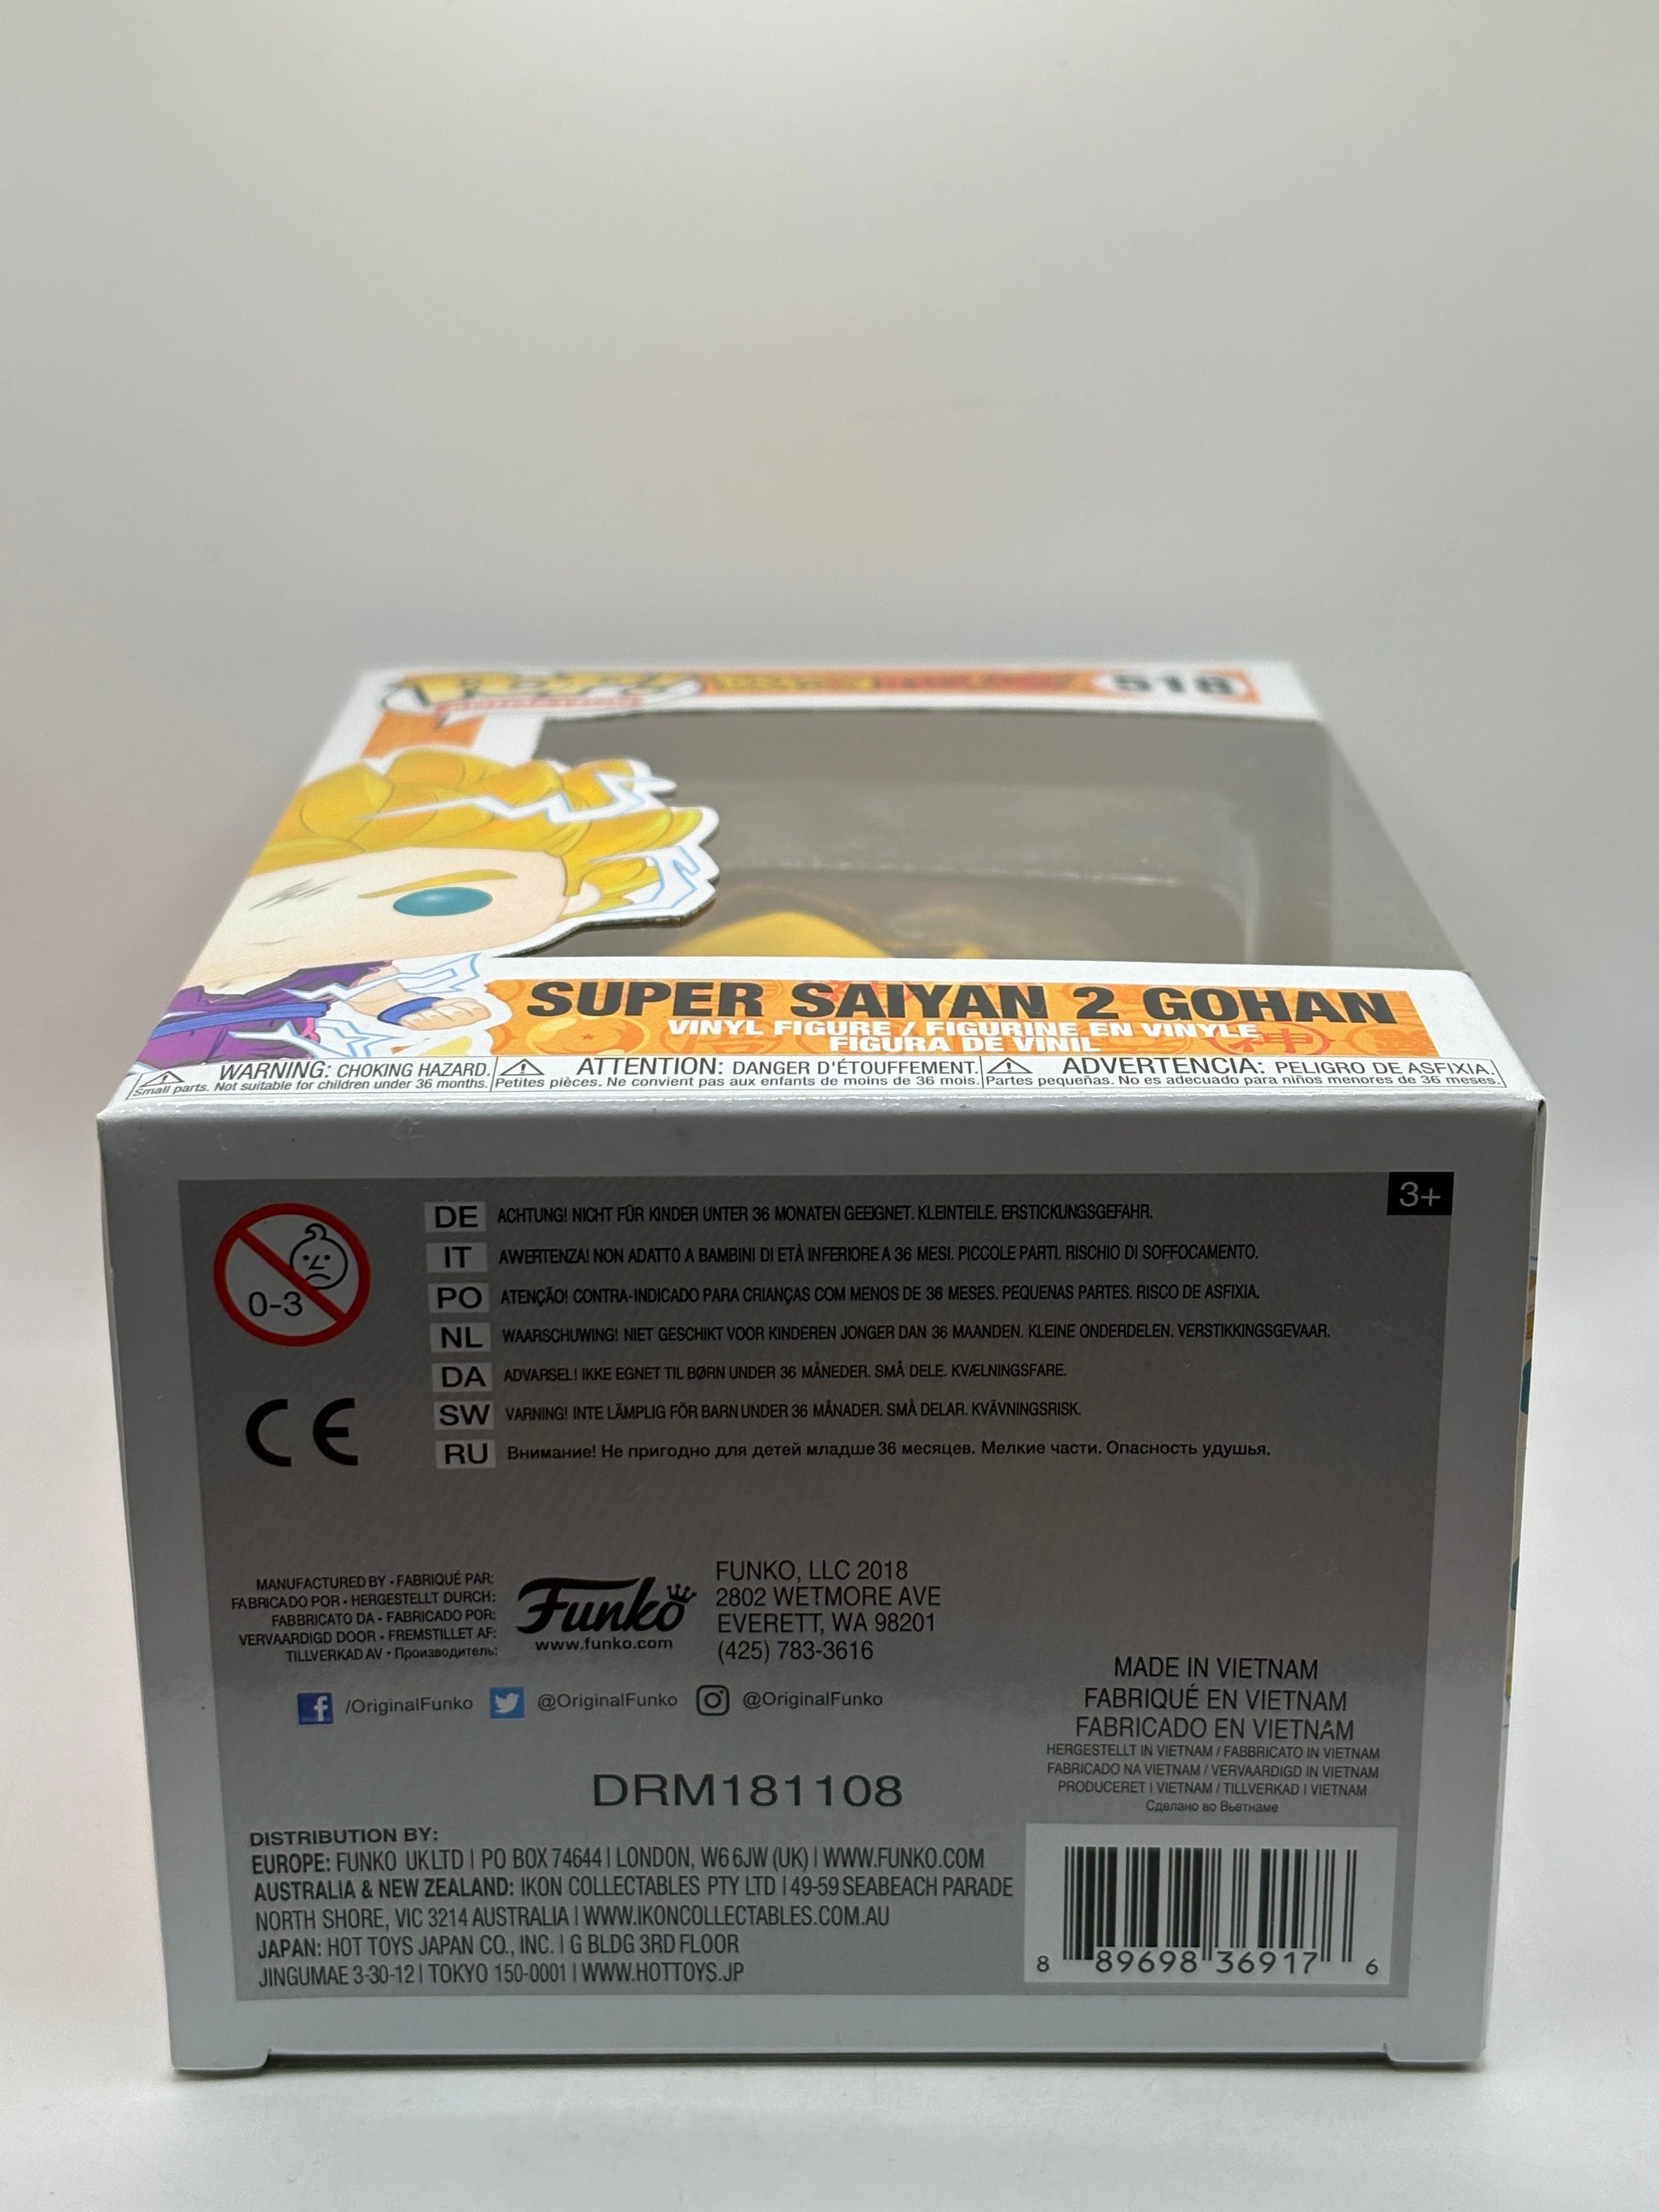 POP!
ANIMATION
518
SUPER SAIYAN 2 GOHAN
VINYL FIGURE / FIGURINE EN VINYLE
FIGURA DE VINIL
WARNING: CHOKING HAZARD.
Small parts. Not suitable for children under 36 months.
ATTENTION: DANGER D'ÉTOUFFEMENT.
Petites pièces. Ne convient pas aux enfants de moins de 36 mois.
ADVERTENCIA: PELIGRO DE ASFIXIA.
Partes pequeñas. No es adecuado para niños menores de 36 meses.
3+
0-3
DE ACHTUNG! NICHT FÜR KINDER UNTER 36 MONATEN GEEIGNET. KLEINTEILE. ERSTICKUNGSGEFAHR.
IT AWERTENZA! NON ADATTO A BAMBINI DI ETÀ INFERIORE A 36 MESI. PICCOLE PARTI. RISCHIO DI SOFFOCAMENTO.
PO ATENÇÃO! CONTRA-INDICADO PARA CRIANÇAS COM MENOS DE 36 MESES. PEQUENAS PARTES. RISCO DE ASFIXIA.
NL WAARSCHUWING! NIET GESCHIKT VOOR KINDEREN JONGER DAN 36 MAANDEN. KLEINE ONDERDELEN. VERSTIKKINGSGEVAAR.
DA ADVARSEL! IKKE EGNET TIL BØRN UNDER 36 MÅNEDER. SMÅ DELE. KVÆLNINGSFARE.
SW VARNING! INTE LÄMPLIG FÖR BARN UNDER 36 MÅNADER. SMÅ DELAR. KVÄVNINGSRISK.
RU Внимание! Не пригодно для детей младше 36 месяцев. Мелкие части. Опасность удушья.
CE
MANUFACTURED BY • FABRIQUÉ PAR:
FABRICADO POR • HERGESTELLT DURCH:
FABBRICATO DA • FABRICADO POR:
VERVAARDIGD DOOR • FREMSTILLET AF:
TILLVERKAD AV • Производитель:
Funko
www.funko.com
FUNKO, LLC 2018
2802 WETMORE AVE
EVERETT, WA 98201
(425) 783-3616
/OriginalFunko @OriginalFunko @OriginalFunko
MADE IN VIETNAM
FABRIQUÉ EN VIETNAM
FABRICADO EN VIETNAM
HERGESTELLT IN VIETNAM / FABBRICATO IN VIETNAM
FABRICADO NA VIETNAM / VERVAARDIGD IN VIETNAM
PRODUCERET I VIETNAM / TILLVERKAD I VIETNAM
Сделано во Вьетнаме
DRM181108
DISTRIBUTION BY:
EUROPE: FUNKO UK LTD | PO BOX 74644 | LONDON, W6 6JW (UK) | WWW.FUNKO.COM
AUSTRALIA & NEW ZEALAND: IKON COLLECTABLES PTY LTD | 49-59 SEABEACH PARADE
NORTH SHORE, VIC 3214 AUSTRALIA | WWW.IKONCOLLECTABLES.COM.AU
JAPAN: HOT TOYS JAPAN CO., INC. | G BLDG 3RD FLOOR
JINGUMAE 3-30-12 | TOKYO 150-0001 | WWW.HOTTOYS.JP
8 89698 36917 6